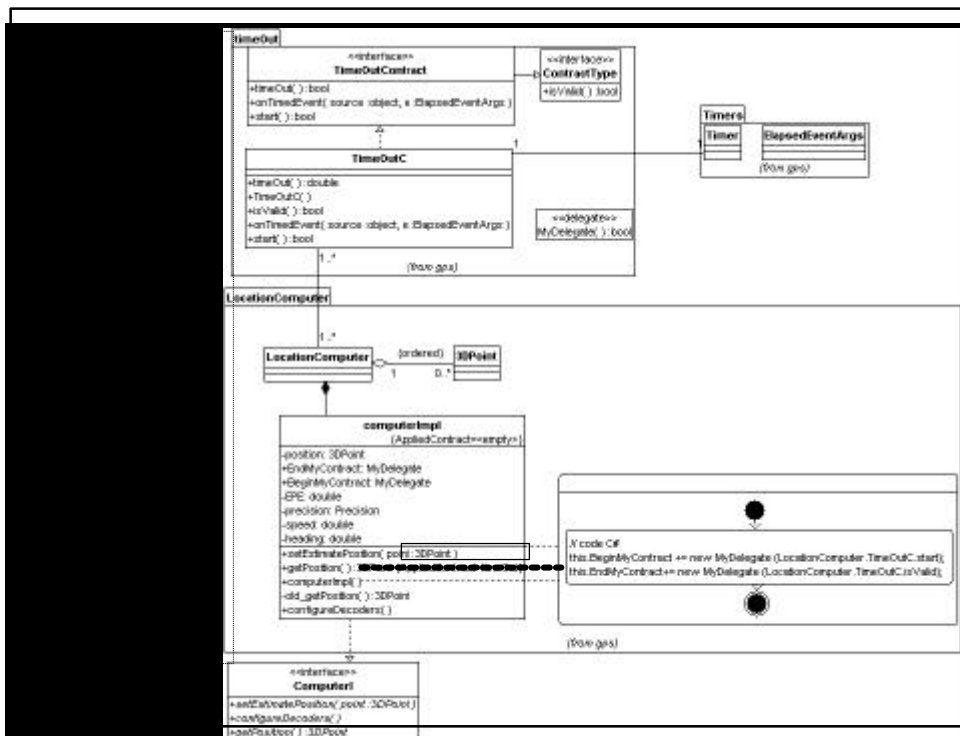 timeOut
<<interface>>
TimeOutContract
+timeOut( ) : bool
+onTimedEvent( source :object, e :ElapsedEventArgs )
+start( ) : bool
<<interface>>
ContractType
+isValid( ) :bool
Timers
Timer
ElapsedEventArgs
(from gps)
1
1
TimeOutC
+timeOut( ) : double
+TimeOutC( )
+isValid( ) : bool
+onTimedEvent( source :object, e :ElapsedEventArgs )
+start( ) : bool
<<delegate>>
MyDelegate( ) : bool
1..*
(from gps)
LocationComputer
1..*
LocationComputer
(ordered)
1
0..*
3DPoint
computerImpl
{AppliedContract=<empty>}
-position: 3DPoint
+EndMyContract: MyDelegate
+BeginMyContract: MyDelegate
-EPE: double
-precision: Precision
-speed: double
-heading: double
+setEstimatePosition( point :3DPoint )
+getPosition( ) :
+computerImpl( )
-old_getPosition( ) : 3DPoint
+configureDecoders( )
// code C#
this.BeginMyContract += new MyDelegate (LocationComputer.TimeOutC.start);
this.EndMyContract+= new MyDelegate (LocationComputer.TimeOutC.isValid);
(from gps)
<<interface>>
ComputerI
+setEstimatePosition( point :3DPoint )
+configureDecoders( )
+getPosition( ) : 3DPoint